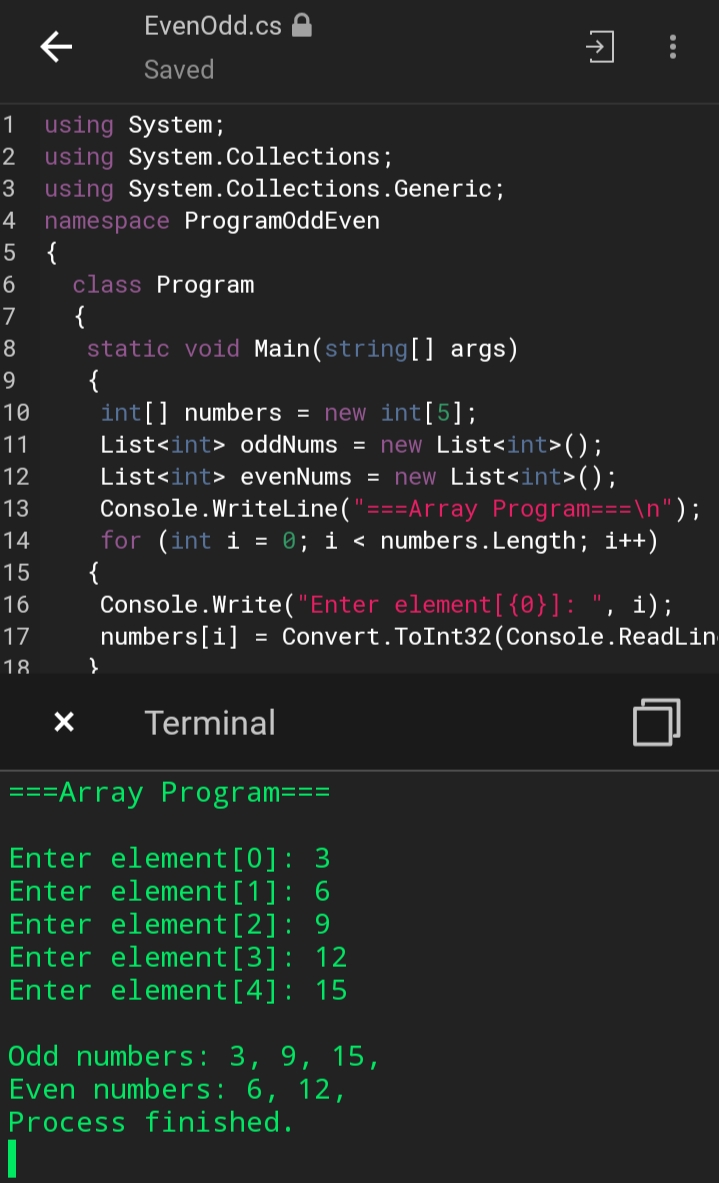 EvenOdd.cs
Saved
1 using System;
2 using System.Collections;
3 using System.Collections.Generic;
4 namespace ProgramOddEven
5 {
6 class Program
7 {
8 static void Main(string[] args)
9 {
10 int[] numbers = new int[5];
11 List<int> oddNums = new List<int>();
12 List<int> evenNums = new List<int>();
13 Console.WriteLine("===Array Program===\n");
14 for (int i = 0; i < numbers.Length; i++)
15 {
16 Console.Write("Enter element[{0}]: ", i);
17 numbers[i] = Convert.ToInt32(Console.ReadLin
18 }
Terminal
===Array Program===
Enter element[0]: 3
Enter element[1]: 6
Enter element[2]: 9
Enter element[3]: 12
Enter element[4]: 15
Odd numbers: 3, 9, 15,
Even numbers: 6, 12,
Process finished.